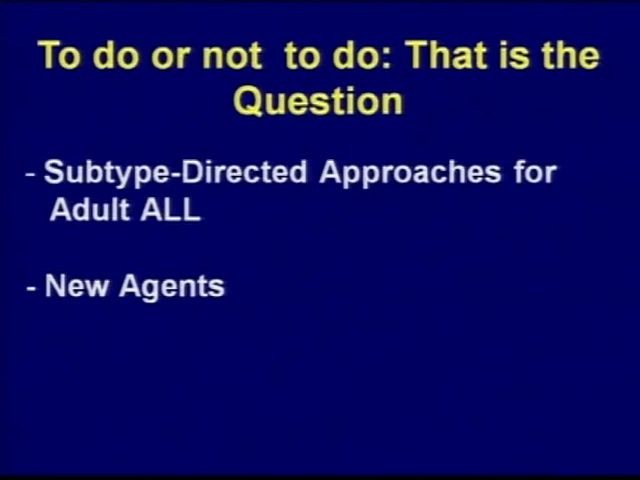 To do or not to do: That is the
Question
- Subtype-Directed Approaches for
Adult ALL
- New Agents